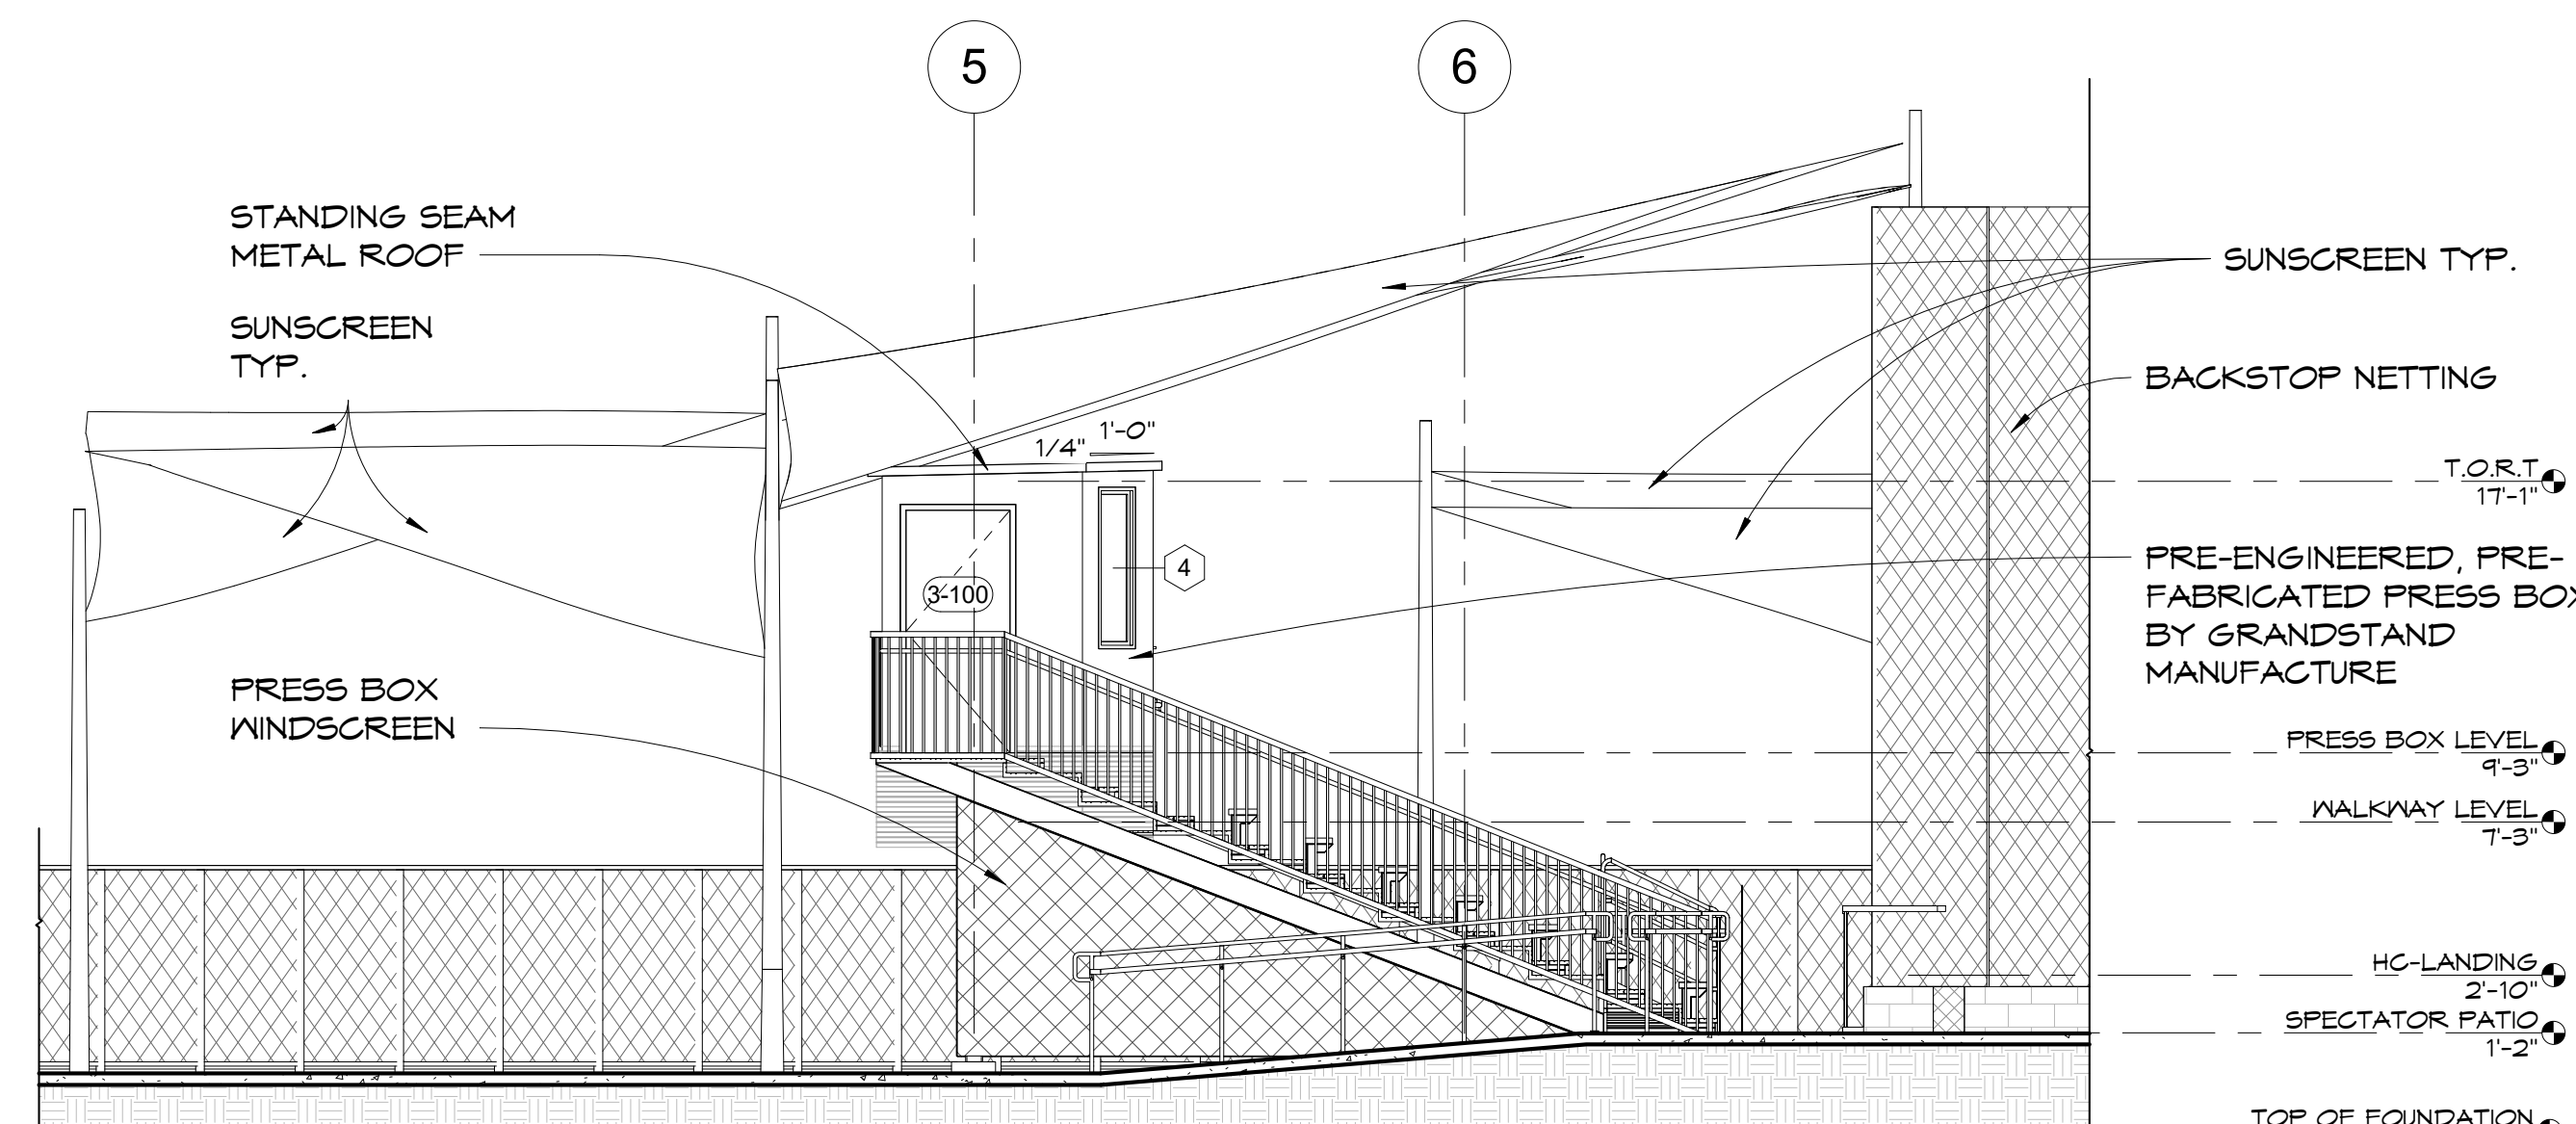 5
6
STANDING SEAM
METAL ROOF
SUNSCREEN
TYP.
SUNSCREEN TYP.
BACKSTOP NETTING
1/4" 1'-0"
T.O.R.T
17'-1"
4
3-100
PRE-ENGINEERED, PRE-
FABRICATED PRESS BOX
BY GRANDSTAND
MANUFACTURE
PRESS BOX
WINDSCREEN
PRESS BOX LEVEL
9'-3"
WALKWAY LEVEL
7'-3"
HC-LANDING
2'-10"
SPECTATOR PATIO
1'-2"
TOP OF FOUNDATION